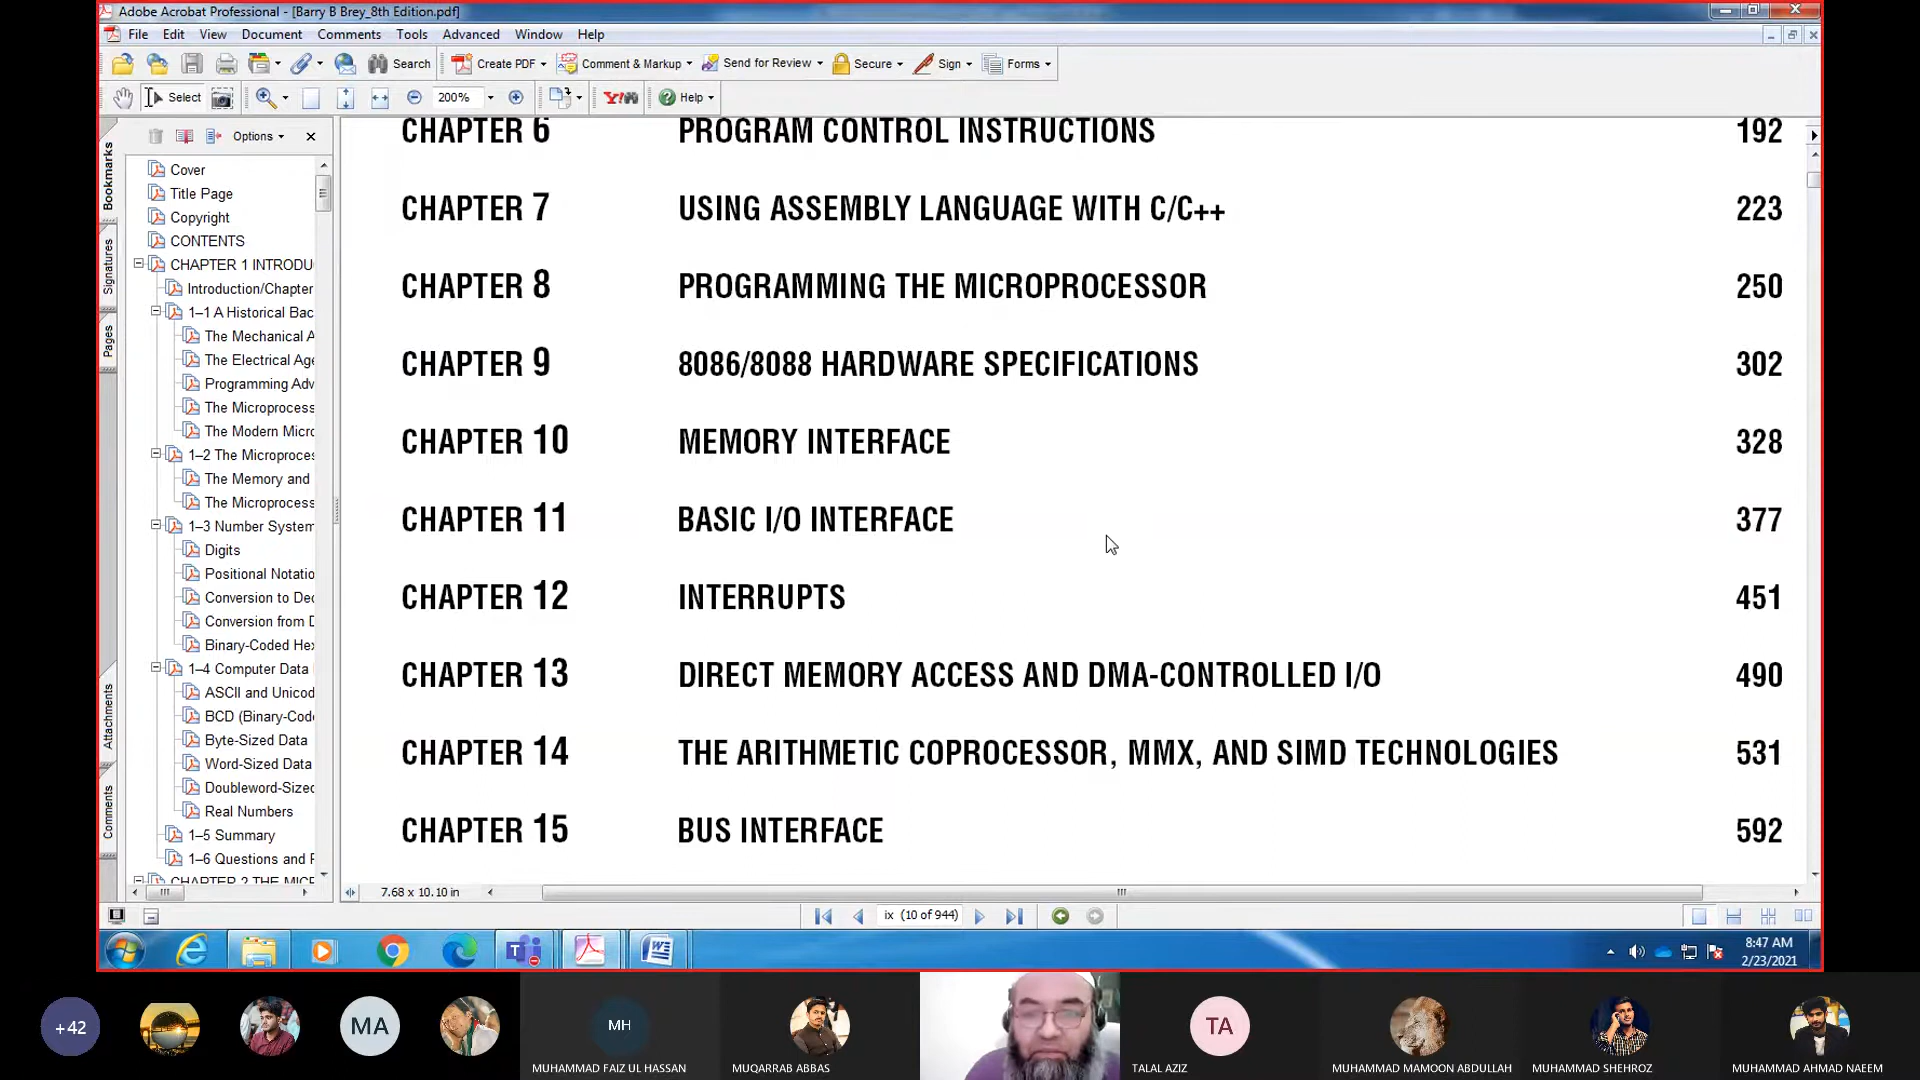 Adobe Acrobat Professional - [Barry B Brey_8th Edition.pdf]
File Edit View Document Comments Tools Advanced Window Help
Search Create PDF Comment & Markup Send for Review Secure Sign Forms
Select 200% Y! Help
Options
Bookmarks
Signatures
Pages
Attachments
Comments
Cover
Title Page
Copyright
CONTENTS
CHAPTER 1 INTRODU
Introduction/Chapter
1–1 A Historical Bac
The Mechanical A
The Electrical Age
Programming Adv
The Microprocess
The Modern Micro
1–2 The Microproces
The Memory and
The Microprocess
1–3 Number System
Digits
Positional Notatio
Conversion to Dec
Conversion from D
Binary-Coded Hex
1–4 Computer Data
ASCII and Unicod
BCD (Binary-Code
Byte-Sized Data
Word-Sized Data
Doubleword-Sized
Real Numbers
1–5 Summary
1–6 Questions and P
CHAPTER 2 THE MICR
CHAPTER 6 PROGRAM CONTROL INSTRUCTIONS 192
CHAPTER 7 USING ASSEMBLY LANGUAGE WITH C/C++ 223
CHAPTER 8 PROGRAMMING THE MICROPROCESSOR 250
CHAPTER 9 8086/8088 HARDWARE SPECIFICATIONS 302
CHAPTER 10 MEMORY INTERFACE 328
CHAPTER 11 BASIC I/O INTERFACE 377
CHAPTER 12 INTERRUPTS 451
CHAPTER 13 DIRECT MEMORY ACCESS AND DMA-CONTROLLED I/O 490
CHAPTER 14 THE ARITHMETIC COPROCESSOR, MMX, AND SIMD TECHNOLOGIES 531
CHAPTER 15 BUS INTERFACE 592
7.68 x 10.10 in
ix (10 of 944)
8:47 AM
2/23/2021
+42 MA MH TA
MUHAMMAD FAIZ UL HASSAN MUQARRAB ABBAS TALAL AZIZ MUHAMMAD MAMOON ABDULLAH MUHAMMAD SHEHROZ MUHAMMAD AHMAD NAEEM